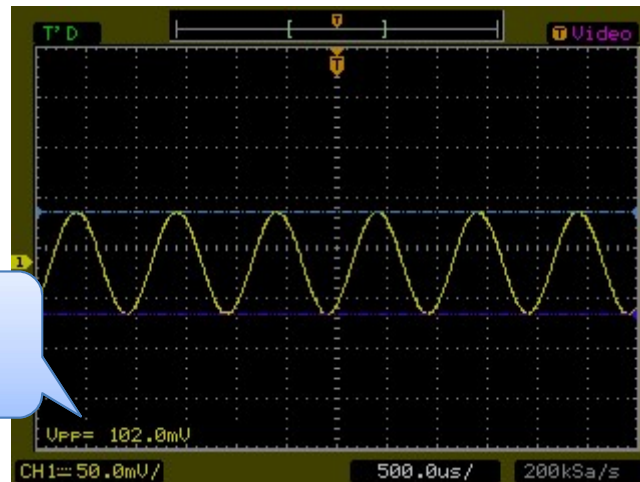 T'D
T
T Video
T
1
VPP= 102.0mV
CH1 50.0mV/ 500.0us/ 200kSa/s